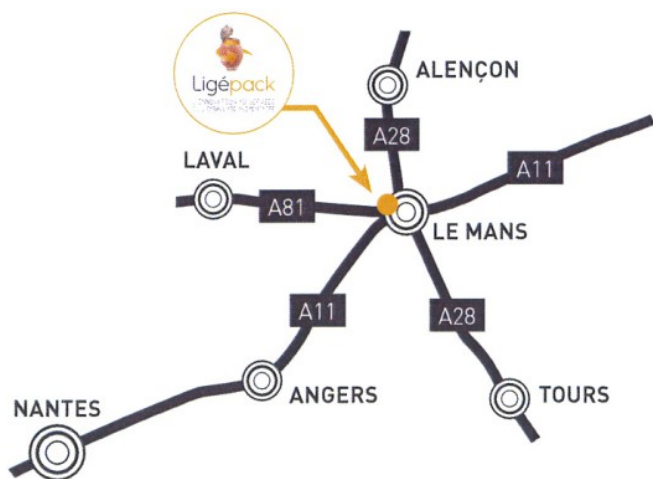 Ligépack
ALENÇON
A28
LAVAL
A11
A81
LE MANS
A11
A28
ANGERS
TOURS
NANTES